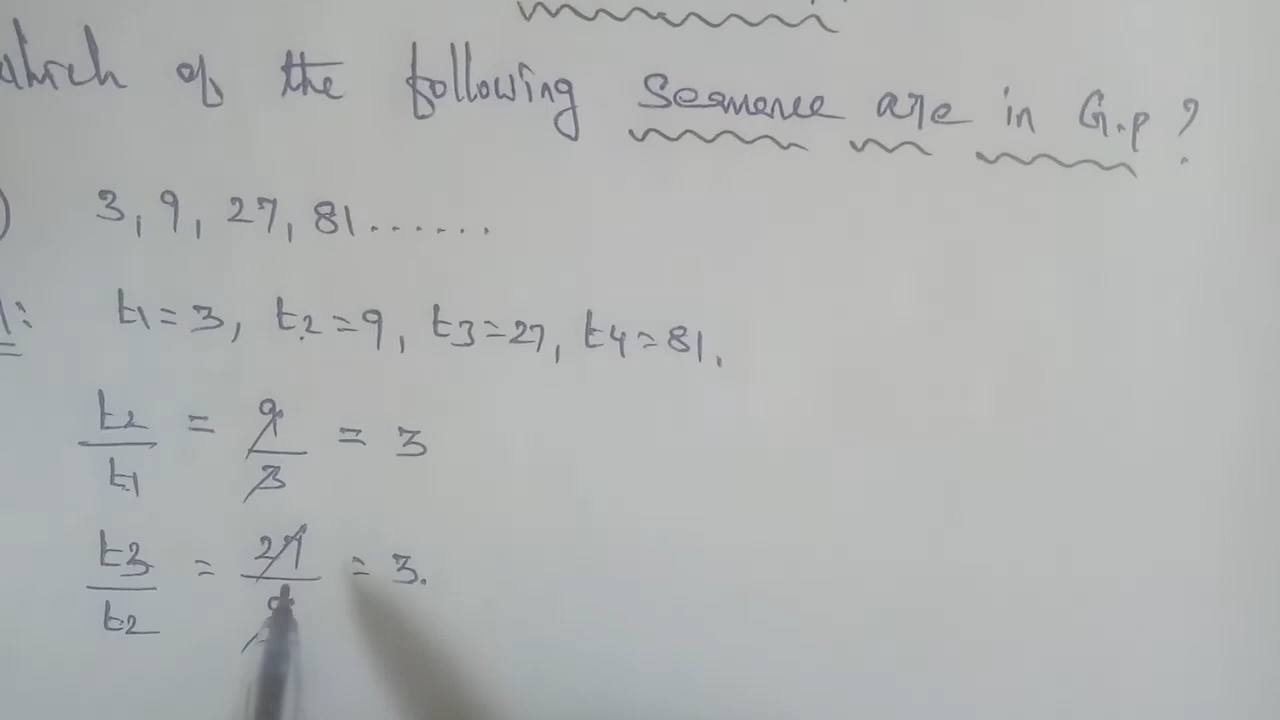 which of the following Sequence are in G.P ?
) 3, 9, 27, 81......
: t1=3, t2=9, t3=27, t4=81.
t2/t1 = 9/3 = 3
t3/t2 = 27/9 = 3.